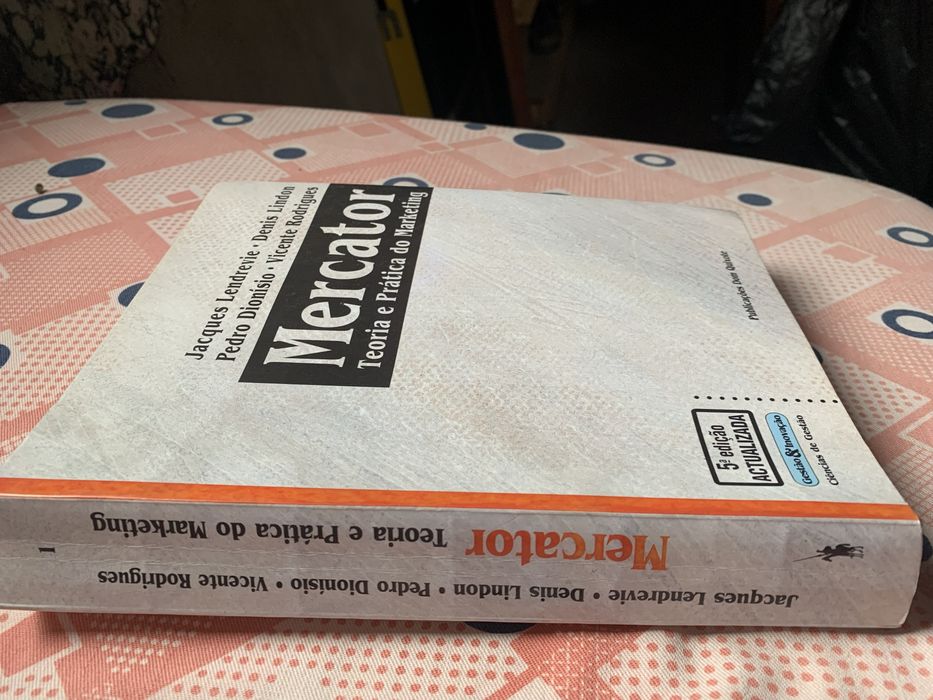 Jacques Lendrevie • Denis Lindon
Pedro Dionísio • Vicente Rodrigues
Mercator
Teoria e Prática do Marketing
Publicações Dom Quixote
5ª edição
ACTUALIZADA
Gestão & Inovação
Ciências de Gestão
Mercator Teoria e Prática do Marketing
1
Jacques Lendrevie • Denis Lindon • Pedro Dionísio • Vicente Rodrigues